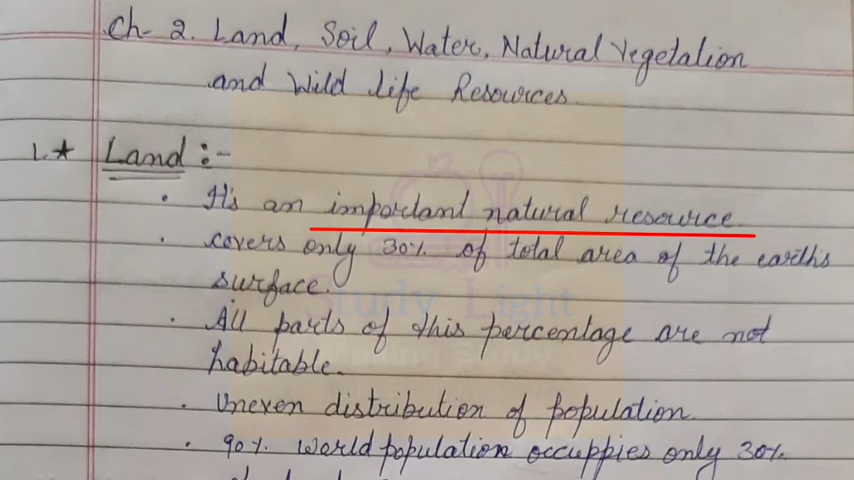 Ch- 2. Land, Soil, Water, Natural Vegetation
and Wild life Resources.
1.★ Land :-
• It's an important natural resource.
• covers only 30% of total area of the earth's
surface.
• All parts of this percentage are not
habitable.
• Uneven distribution of population.
• 90% world population occuppies only 30%
Study Light